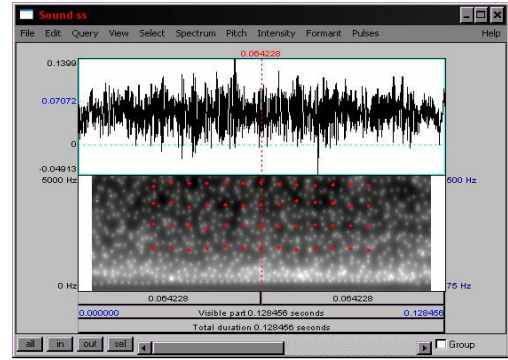 Sound ss
File Edit Query View Select Spectrum Pitch Intensity Formant Pulses Help
0.064228
0.1399
0.07072
0
-0.04913
5000 Hz 500 Hz
0 Hz 75 Hz
0.064228 0.064228
0.000000 Visible part 0.128456 seconds 0.128456
Total duration 0.128456 seconds
all in out sel Group